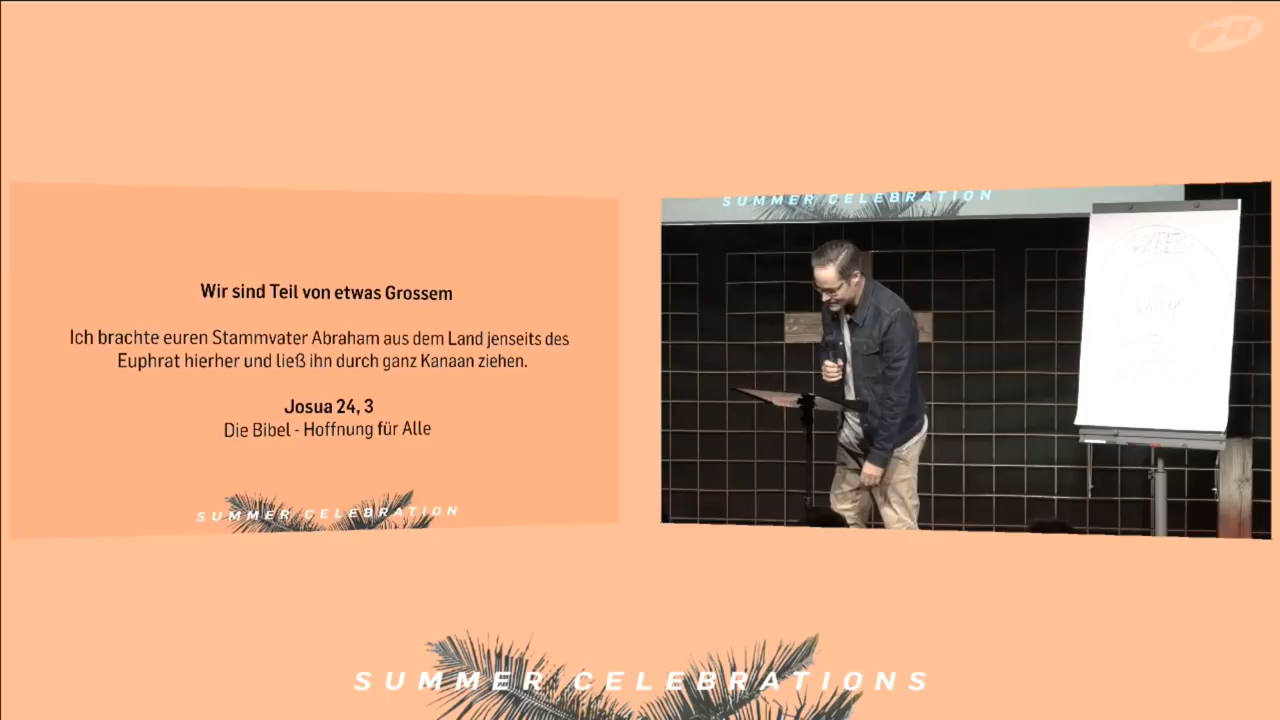 Wir sind Teil von etwas Grossem
Ich brachte euren Stammvater Abraham aus dem Land jenseits des
Euphrat hierher und ließ ihn durch ganz Kanaan ziehen.
Josua 24, 3
Die Bibel - Hoffnung für Alle
SUMMER CELEBRATION
SUMMER CELEBRATION
SUMMER CELEBRATIONS